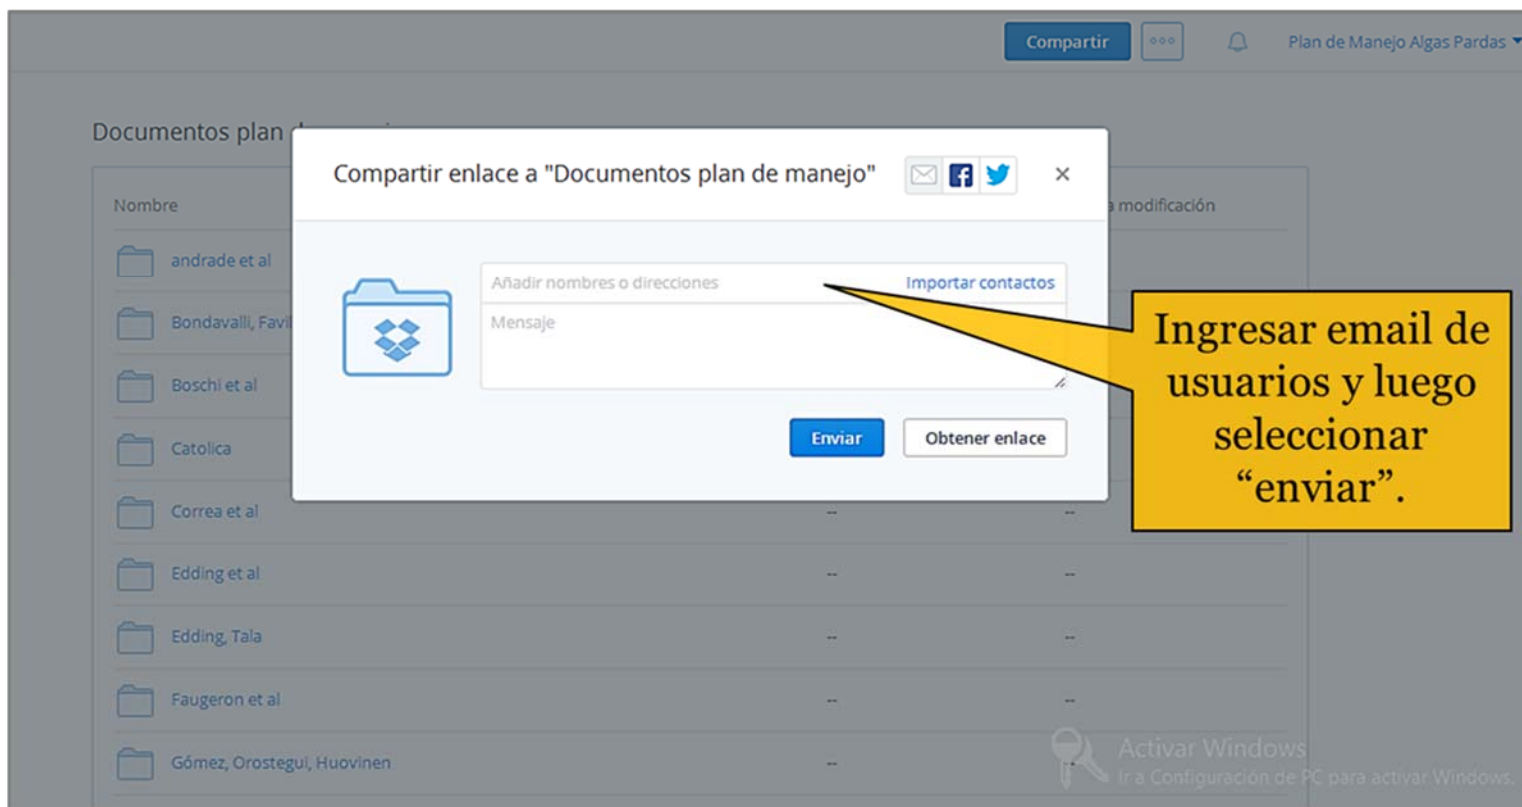 Compartir
Plan de Manejo Algas Pardas
Documentos plan
Compartir enlace a "Documentos plan de manejo"
Nombre
modificación
andrade et al
Añadir nombres o direcciones
Importar contactos
Bondavalli,
Mensaje
Boschi et al
Catolica
Enviar
Obtener enlace
Ingresar email de
usuarios y luego
seleccionar
“enviar”.
Correa et al -- --
Edding et al -- --
Edding, Tala -- --
Faugeron et al -- --
Gómez, Orostegui, Huovinen -- --
Activar Windows
Ir a Configuración de PC para activar Windows.